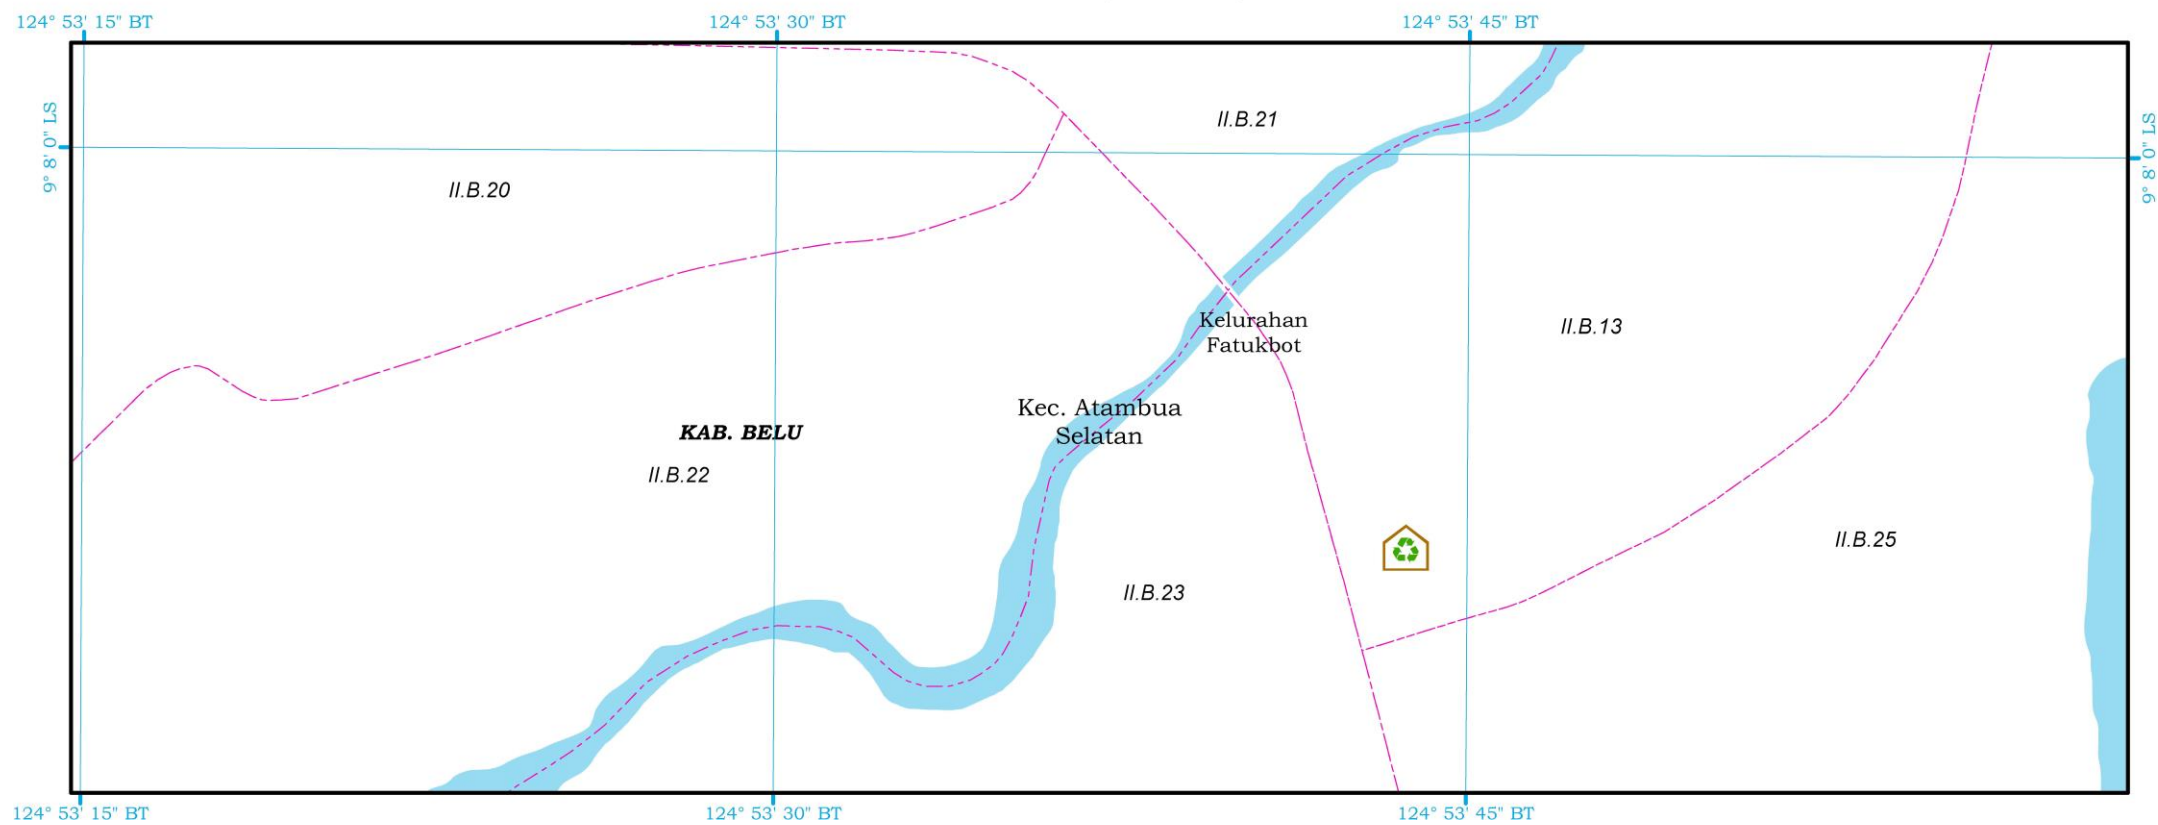 124° 53' 15" BT
124° 53' 30" BT
124° 53' 45" BT
9° 8' 0" LS
9° 8' 0" LS
II.B.21
II.B.20
Kelurahan
Fatukbot
II.B.13
Kec. Atambua
Selatan
KAB. BELU
II.B.22
II.B.25
II.B.23
124° 53' 15" BT
124° 53' 30" BT
124° 53' 45" BT